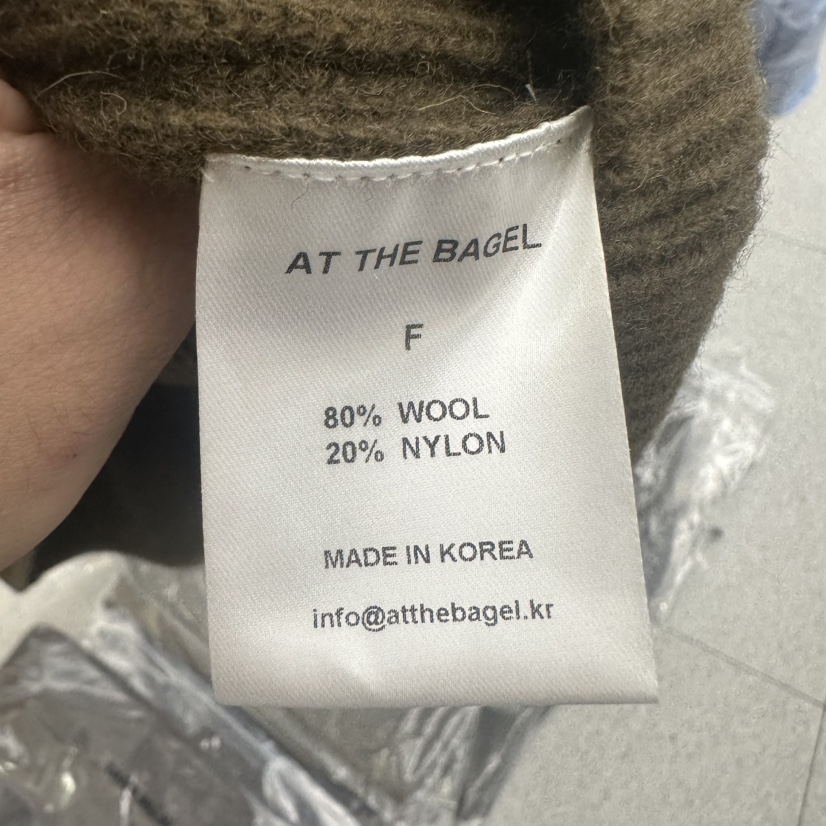 AT THE BAGEL
F
80% WOOL
20% NYLON
MADE IN KOREA
info@atthebagel.kr